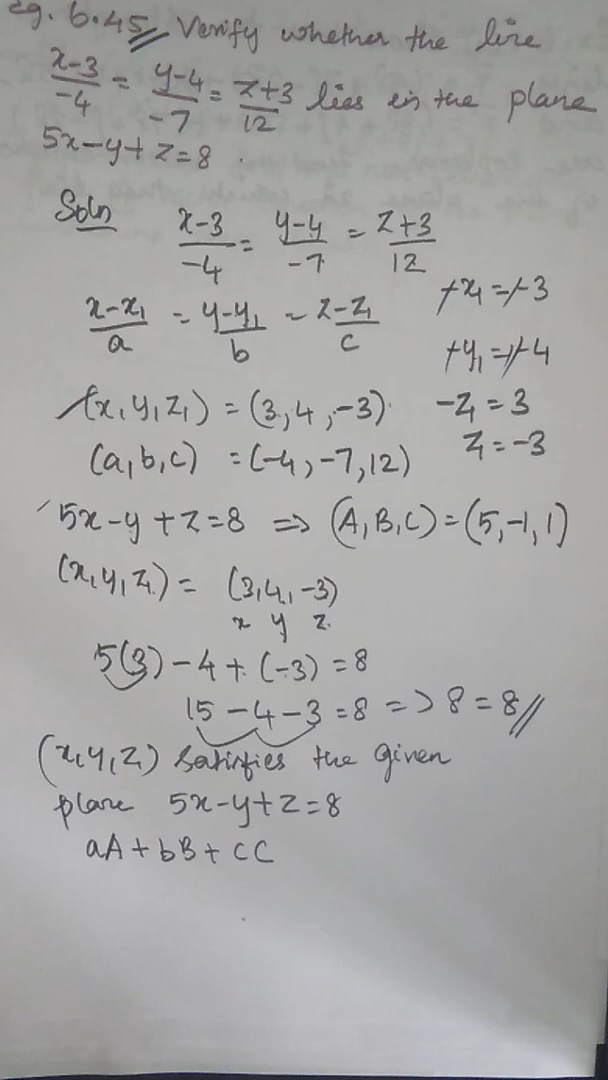 eg. 6.45 Verify whether the line
x-3/-4 = y-4/-7 = z+3/12 lies in the plane
5x-y+z=8.
Soln x-3/-4 = y-4/-7 = z+3/12
x-x₁/a = y-y₁/b = z-z₁/c
+x₁=+3
+y₁=+4
(x₁y₁z₁) = (3,4,-3) -z₁ = 3
(a,b,c) = (-4,-7,12) z₁=-3
5x-y+z=8 => (A,B,C)=(5,-1,1)
(x₁y₁z₁)= (3,4,-3)
x y z
5(3)-4+(-3)=8
15-4-3=8 => 8=8//
(x₁y₁z₁) satisfies the given
plane 5x-y+z=8
aA+bB+cC